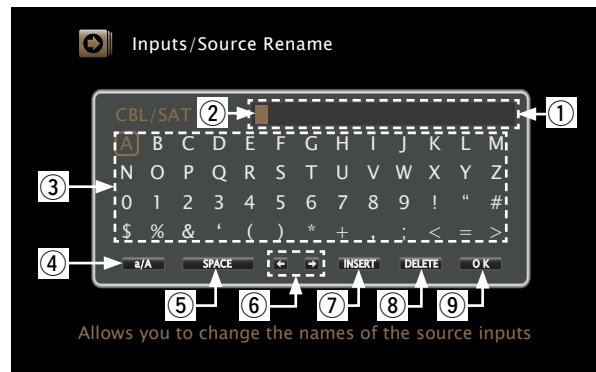 Inputs/Source Rename
CBL/SAT ② ①
A B C D E F G H I J K L M
③ N O P Q R S T U V W X Y Z
0 1 2 3 4 5 6 7 8 9 ! “ #
$ % & ‘ ( ) * + , ; < = >
④ a/A SPACE ← → INSERT DELETE OK
⑤ ⑥ ⑦ ⑧ ⑨
Allows you to change the names of the source inputs